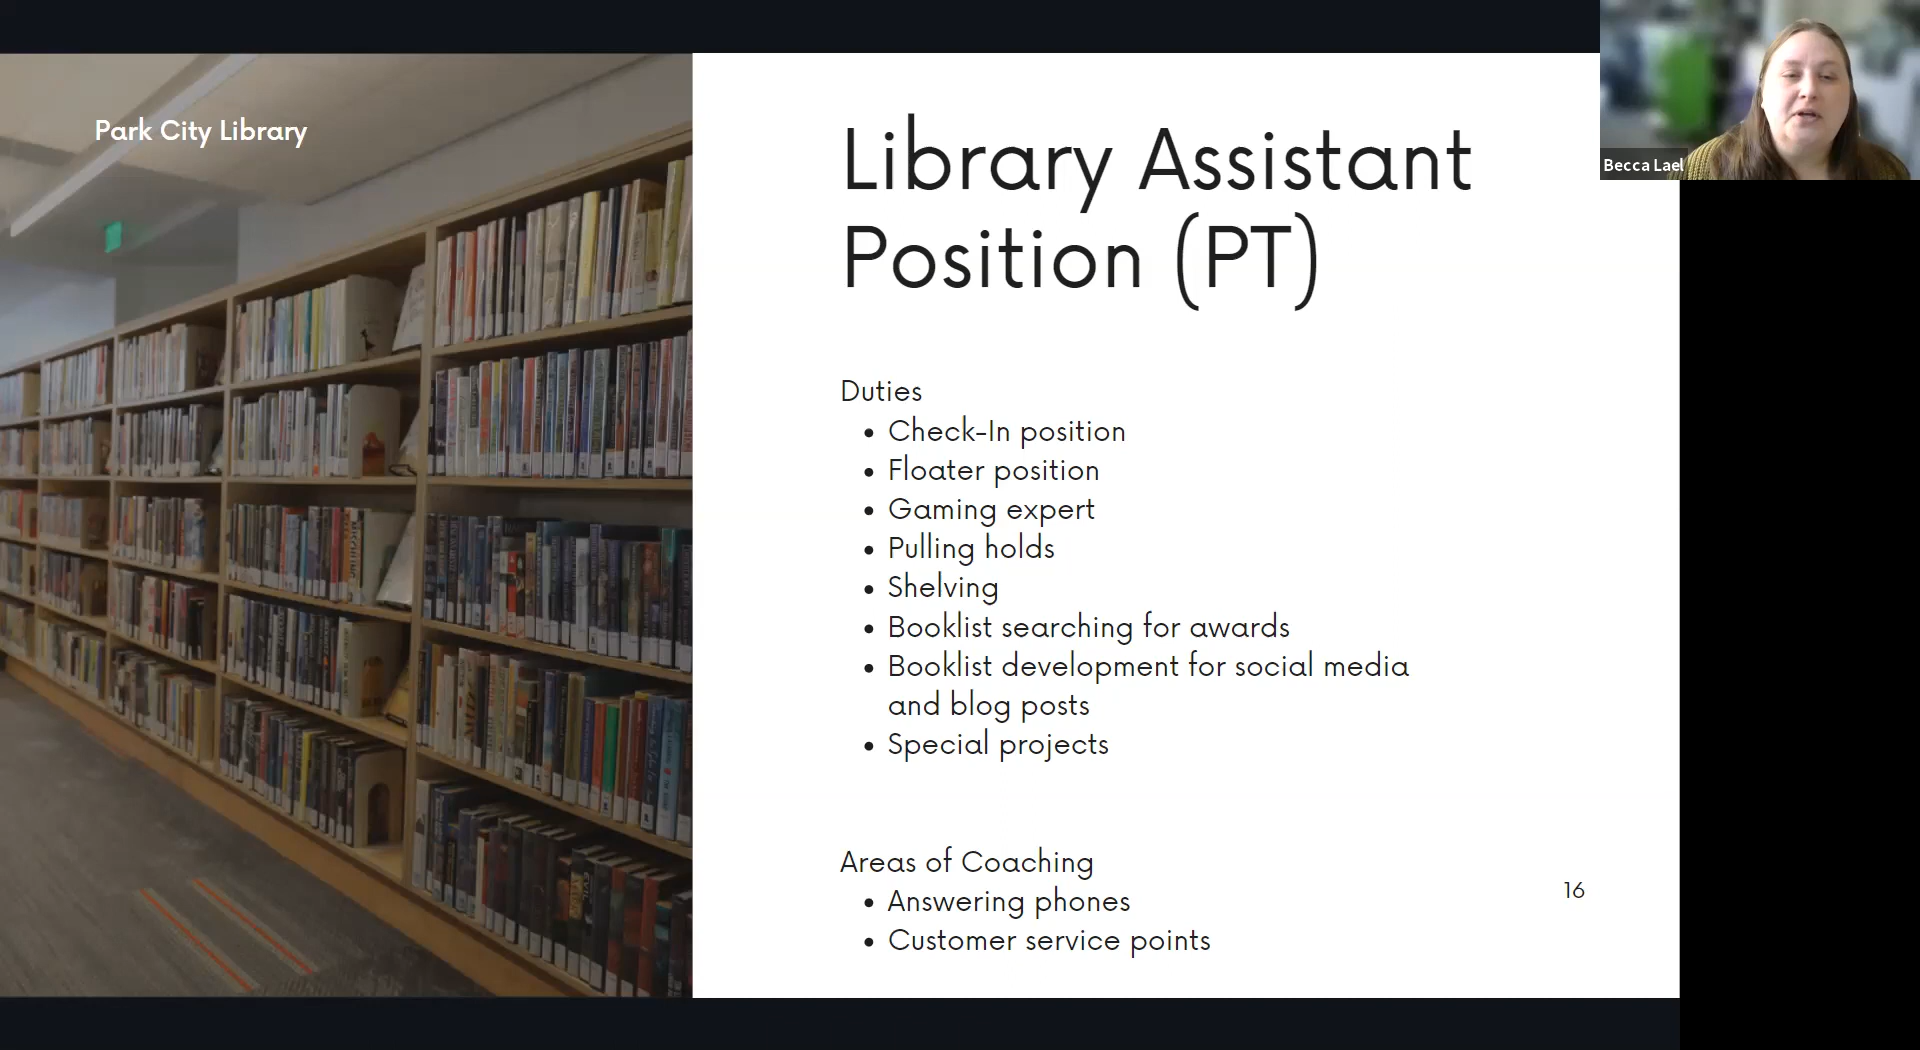 Park City Library
Library Assistant
Position (PT)
Duties
• Check-In position
• Floater position
• Gaming expert
• Pulling holds
• Shelving
• Booklist searching for awards
• Booklist development for social media
and blog posts
• Special projects
Areas of Coaching
• Answering phones
• Customer service points
16
Becca Lael